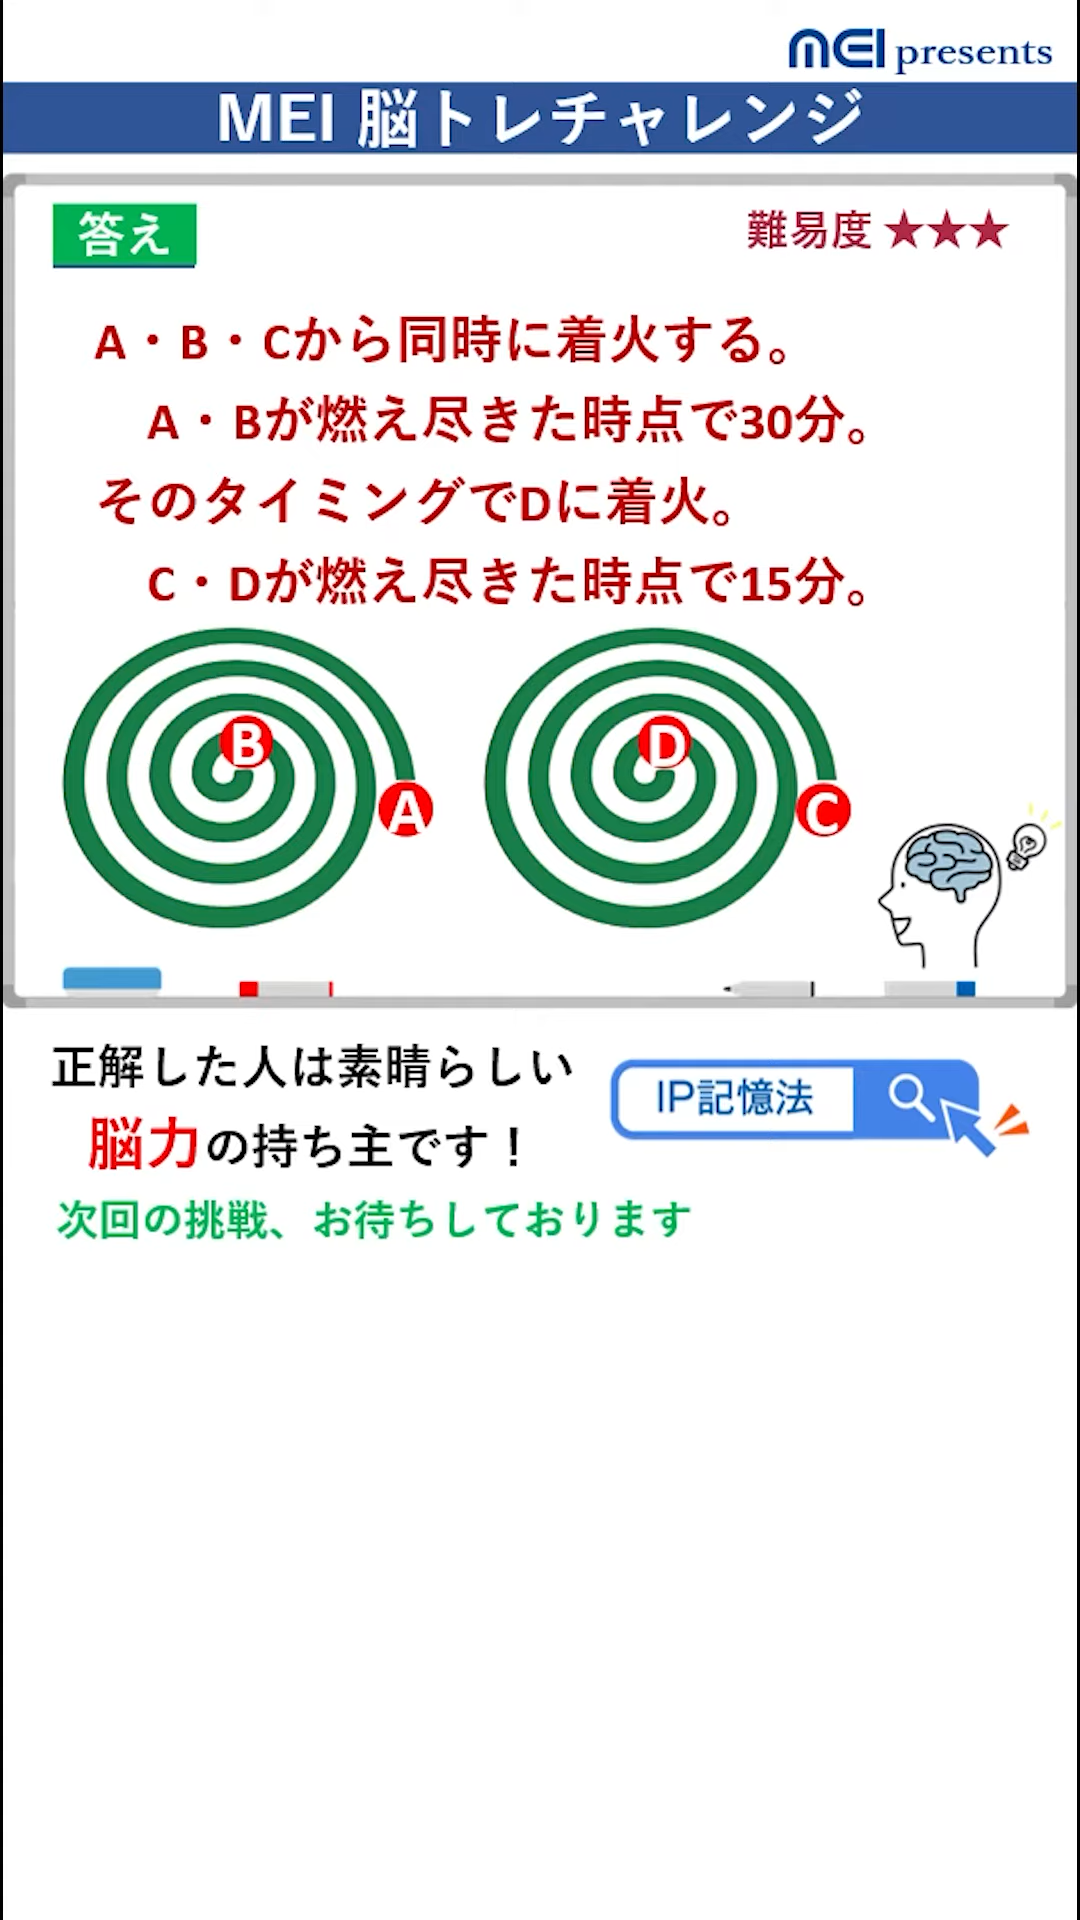 MEI presents
MEI 脳トレチャレンジ
答え
難易度 ★★★
A・B・Cから同時に着火する。
A・Bが燃え尽きた時点で30分。
そのタイミングでDに着火。
C・Dが燃え尽きた時点で15分。
B
D
A
C
正解した人は素晴らしい
IP記憶法
脳力の持ち主です！
次回の挑戦、お待ちしております